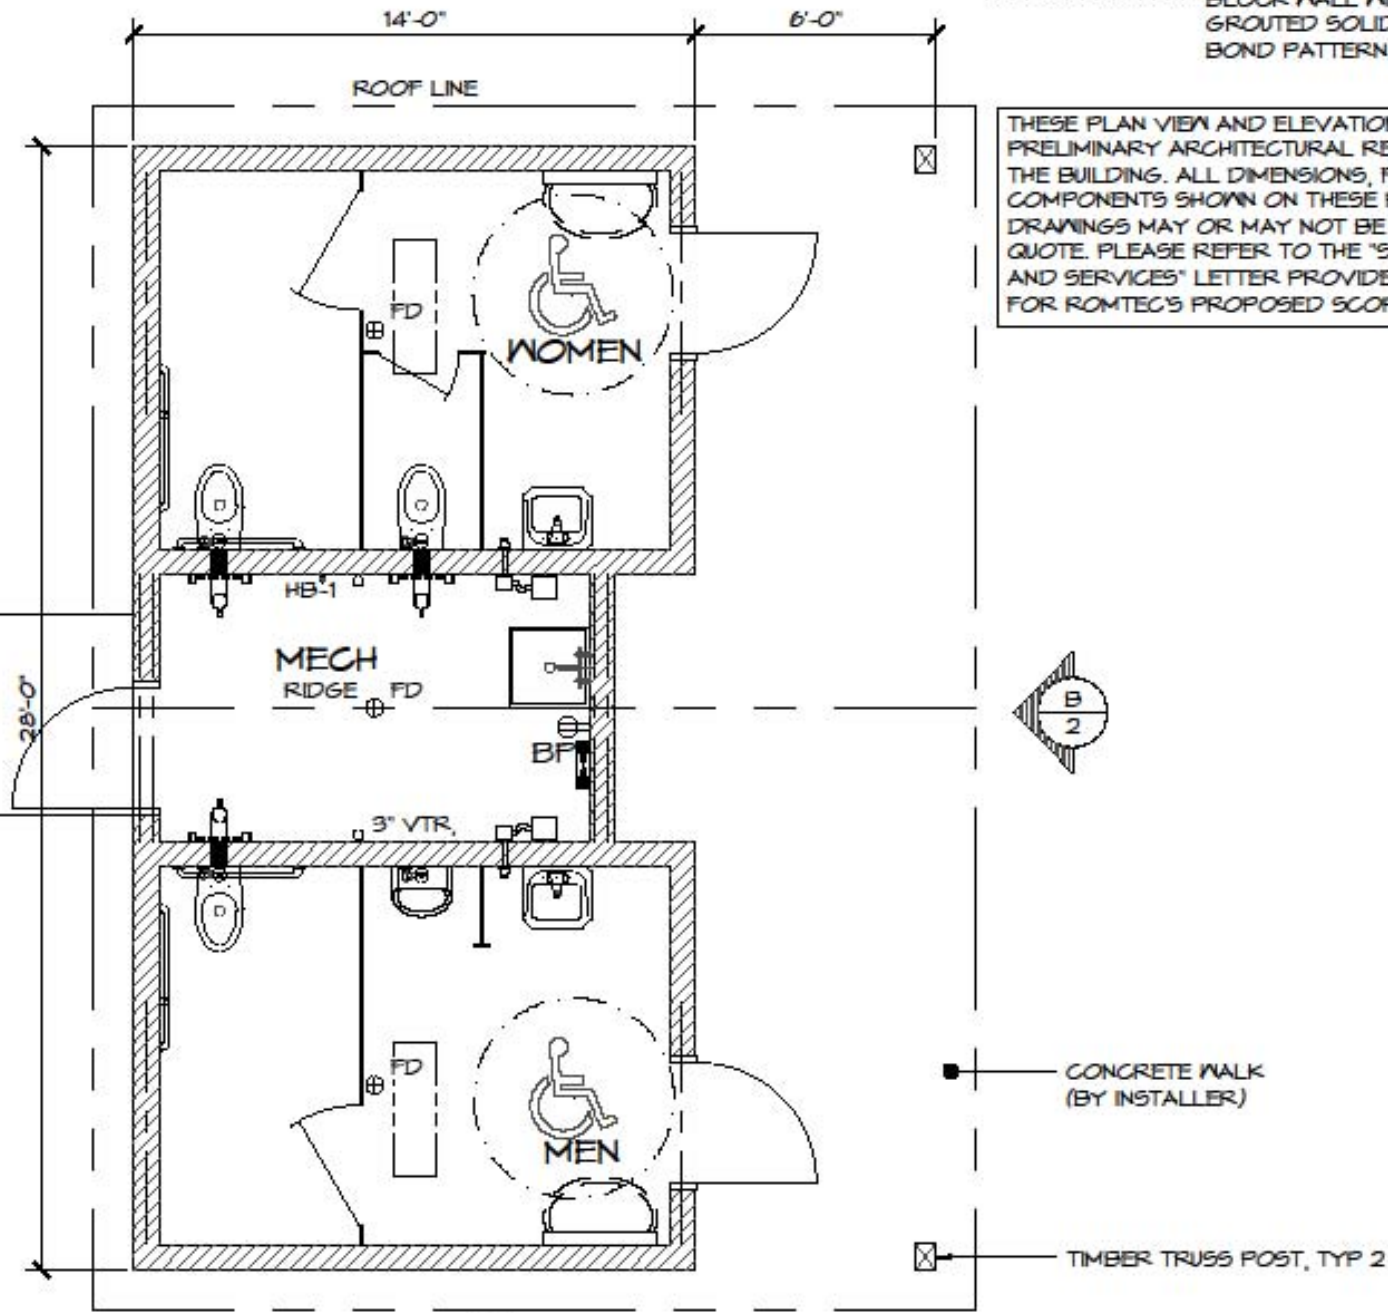 14'-0"
6'-0"
GROUTED SOLID
BOND PATTERN
ROOF LINE
THESE PLAN VIEW AND ELEVATION
PRELIMINARY ARCHITECTURAL RE
THE BUILDING. ALL DIMENSIONS, F
COMPONENTS SHOWN ON THESE
DRAWINGS MAY OR MAY NOT BE
QUOTE. PLEASE REFER TO THE "S
AND SERVICES" LETTER PROVIDE
FOR ROMTEC'S PROPOSED SCOP
FD
WOMEN
HB-1
MECH
RIDGE FD
28'-0"
B
2
BP
3" VTR,
FD
MEN
CONCRETE WALK
(BY INSTALLER)
TIMBER TRUSS POST, TYP 2